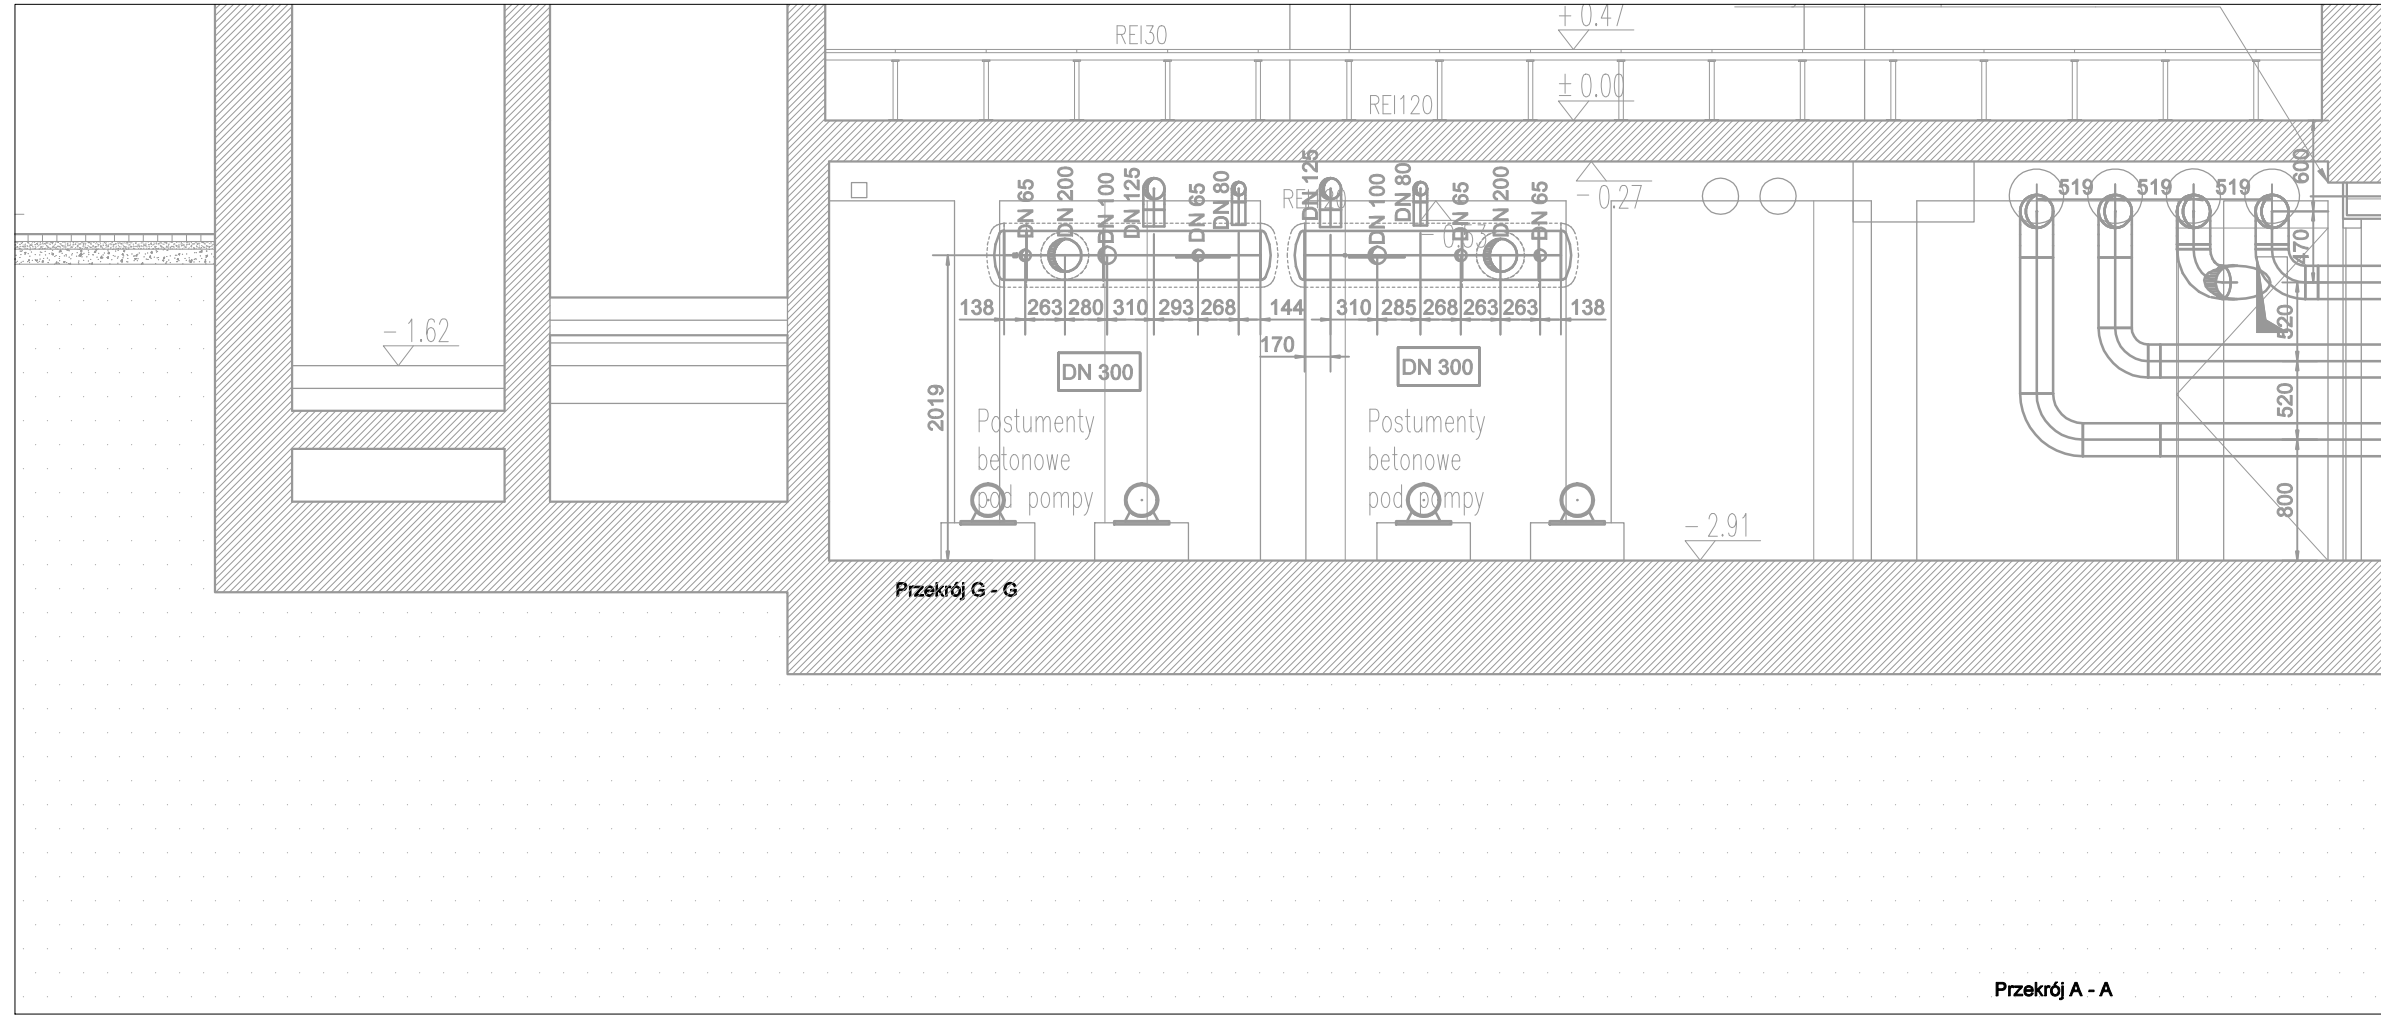 REI30
+ 0.47
REI120
± 0.00
DN 65
DN 200
DN 100
DN 125
DN 65
DN 80
DN 125
DN 100
DN 80
DN 65
DN 200
DN 65
- 0.27
519
519
519
600
470
520
520
800
138
263
280
310
293
268
144
310
285
268
263
263
138
170
DN 300
DN 300
2019
- 1.62
Postumenty
betonowe
pod pompy
Postumenty
betonowe
pod pompy
- 2.91
Przekrój G - G
Przekrój A - A